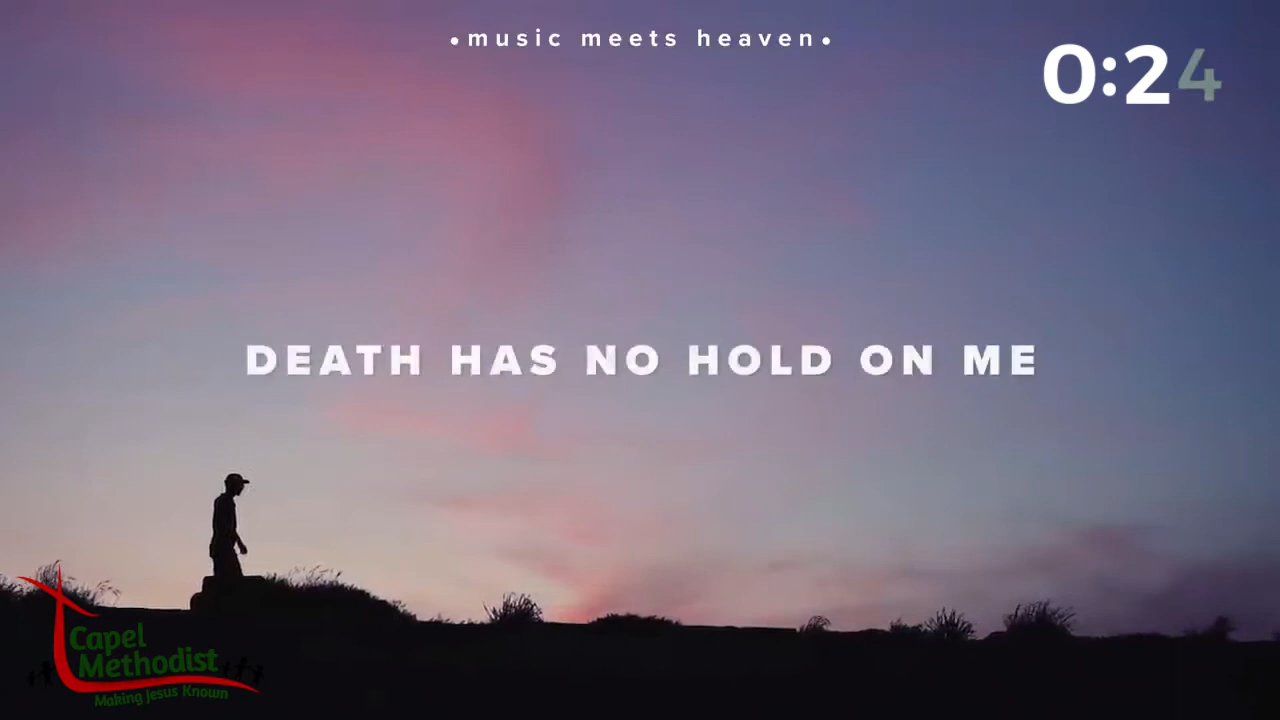 •music meets heaven•
0:24
DEATH HAS NO HOLD ON ME
Capel
Methodist
Making Jesus Known